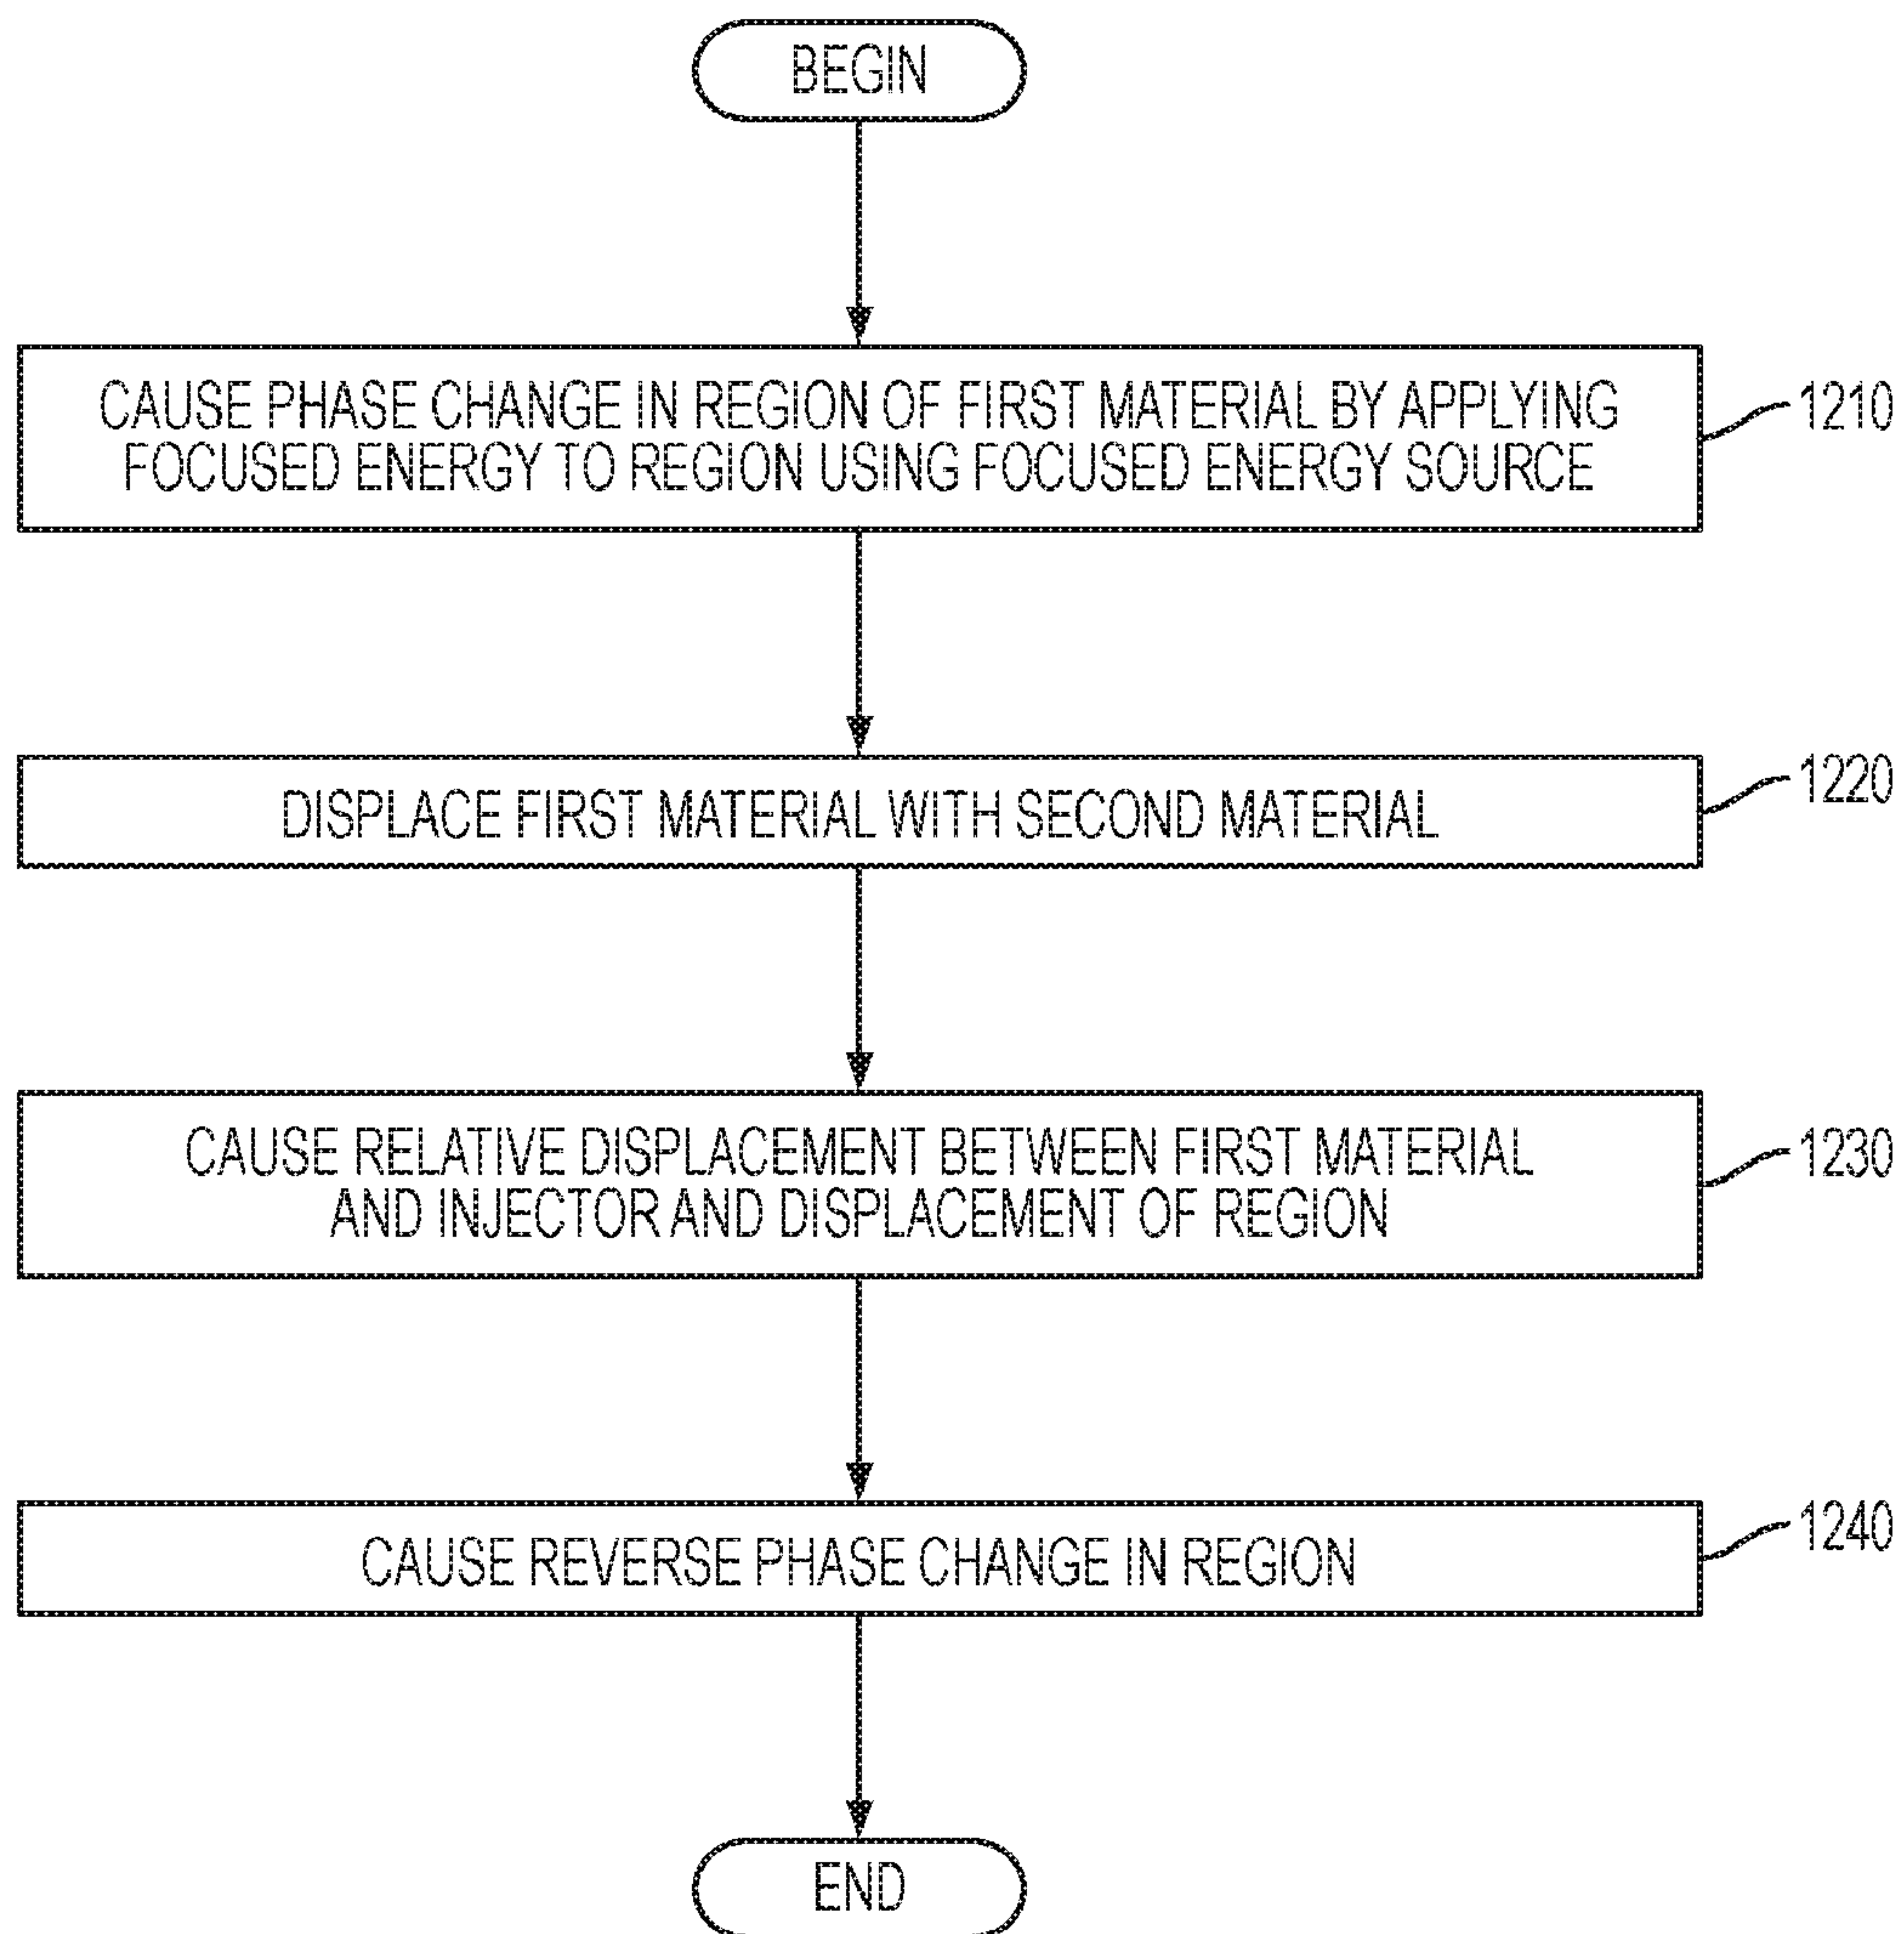 BEGIN
CAUSE PHASE CHANGE IN REGION OF FIRST MATERIAL BY APPLYING
FOCUSED ENERGY TO REGION USING FOCUSED ENERGY SOURCE
1210
DISPLACE FIRST MATERIAL WITH SECOND MATERIAL
1220
CAUSE RELATIVE DISPLACEMENT BETWEEN FIRST MATERIAL
AND INJECTOR AND DISPLACEMENT OF REGION
1230
CAUSE REVERSE PHASE CHANGE IN REGION
1240
END